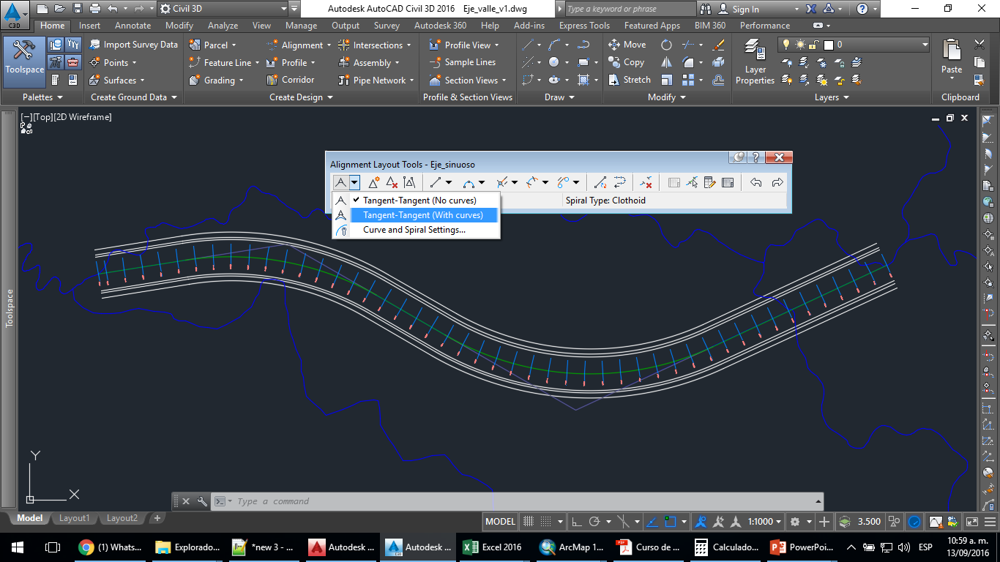 Civil 3D
Autodesk AutoCAD Civil 3D 2016 Eje_valle_v1.dwg
Type a keyword or phrase
Sign In
C3D
Home Insert Annotate Modify Analyze View Manage Output Survey Autodesk 360 Help Add-ins Express Tools Featured Apps BIM 360 Performance
Import Survey Data Parcel Alignment Intersections Profile View Move 0
Toolspace Points Feature Line Profile Assembly Sample Lines Copy Layer Properties Paste
Surfaces Grading Corridor Pipe Network Section Views Stretch
Palettes Create Ground Data Create Design Profile & Section Views Draw Modify Layers Clipboard
[−][Top][2D Wireframe]
Alignment Layout Tools - Eje_sinuoso
Tangent-Tangent (No curves)
Spiral Type: Clothoid
Tangent-Tangent (With curves)
Curve and Spiral Settings...
Toolspace
Y
X
Type a command
Model Layout1 Layout2
MODEL 1:1000 3.500
(1) Whats... Explorado... *new 3 - ... Autodesk ... Autodesk ... Excel 2016 ArcMap 1... Curso de ... Calculado... PowerPoi... ESP
10:59 a. m.
13/09/2016